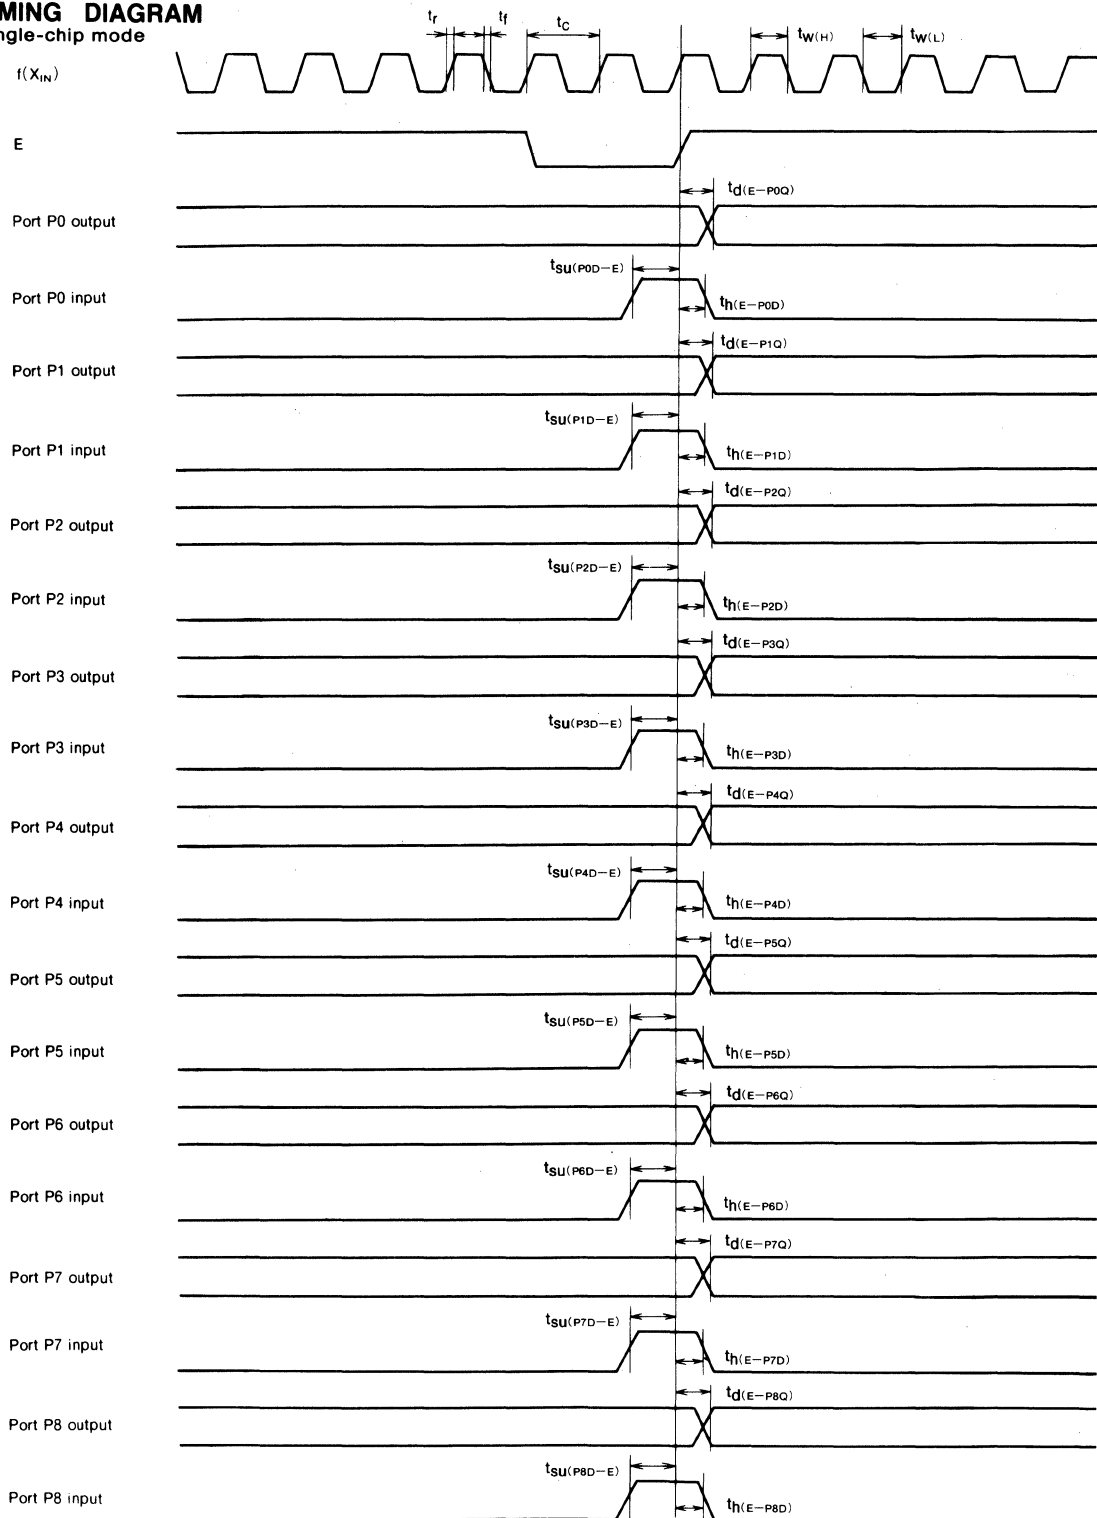 MING DIAGRAM
ngle-chip mode
tr tf tC tW(H) tW(L)
f(XIN)
E
td(E−P0Q)
Port P0 output
tsu(P0D−E)
Port P0 input
th(E−P0D)
td(E−P1Q)
Port P1 output
tsu(P1D−E)
Port P1 input
th(E−P1D)
td(E−P2Q)
Port P2 output
tsu(P2D−E)
Port P2 input
th(E−P2D)
td(E−P3Q)
Port P3 output
tsu(P3D−E)
Port P3 input
th(E−P3D)
td(E−P4Q)
Port P4 output
tsu(P4D−E)
Port P4 input
th(E−P4D)
td(E−P5Q)
Port P5 output
tsu(P5D−E)
Port P5 input
th(E−P5D)
td(E−P6Q)
Port P6 output
tsu(P6D−E)
Port P6 input
th(E−P6D)
td(E−P7Q)
Port P7 output
tsu(P7D−E)
Port P7 input
th(E−P7D)
td(E−P8Q)
Port P8 output
tsu(P8D−E)
Port P8 input
th(E−P8D)